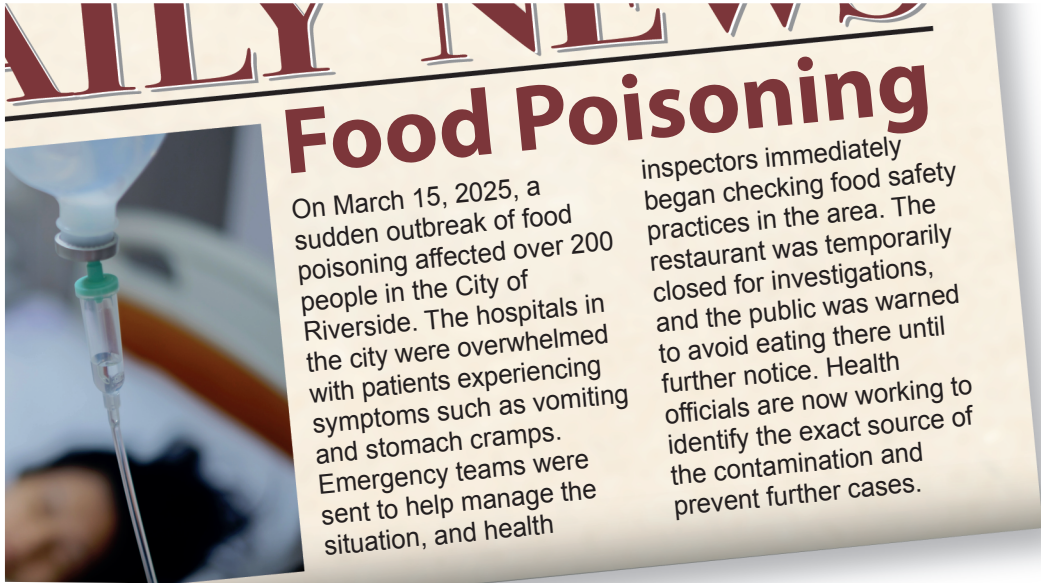 AILY NEWS
Food Poisoning
On March 15, 2025, a
sudden outbreak of food
poisoning affected over 200
people in the City of
Riverside. The hospitals in
the city were overwhelmed
with patients experiencing
symptoms such as vomiting
and stomach cramps.
Emergency teams were
sent to help manage the
situation, and health
inspectors immediately
began checking food safety
practices in the area. The
restaurant was temporarily
closed for investigations,
and the public was warned
to avoid eating there until
further notice. Health
officials are now working to
identify the exact source of
the contamination and
prevent further cases.